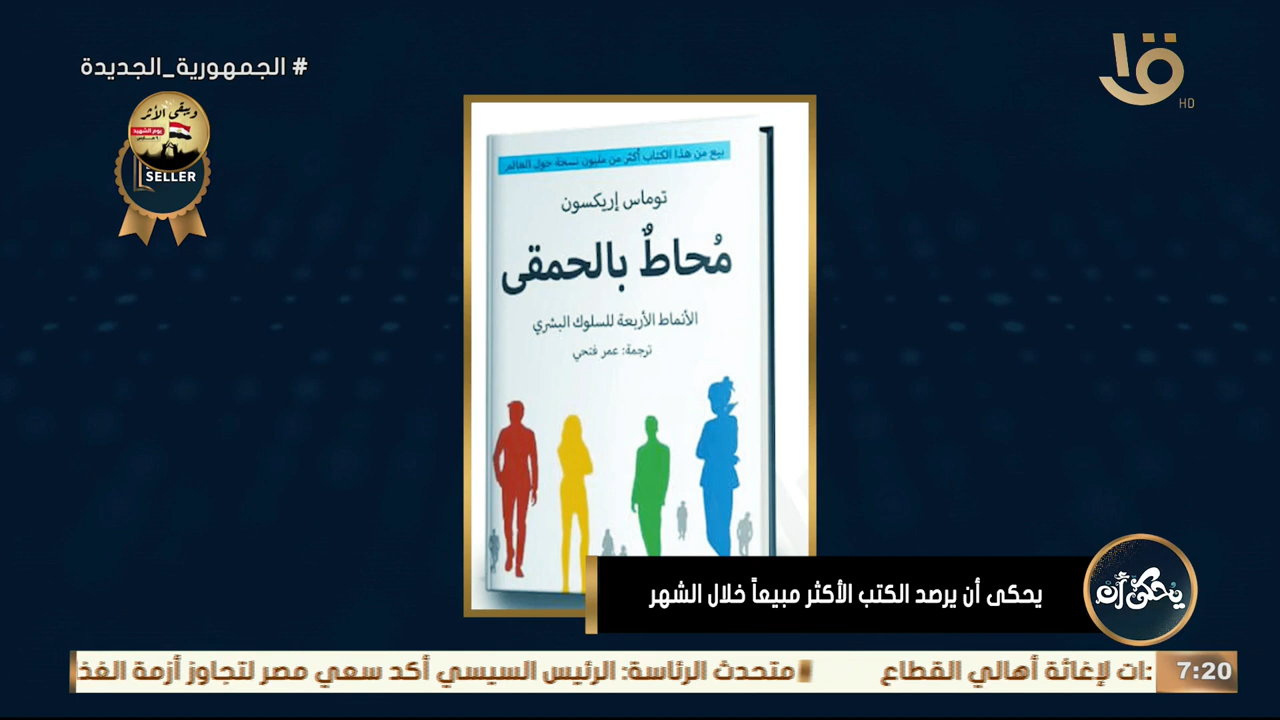 # الجمهورية_الجديدة
ويبقى الأثر
يوم الشهيد
SELLER
HD
بيع من هذا الكتاب أكثر من مليون نسخة حول العالم
توماس إريكسون
مُحاطٌ بالحمقى
الأنماط الأربعة للسلوك البشري
ترجمة: عمر فتحي
يحكى أن يرصد الكتب الأكثر مبيعاً خلال الشهر
يحكى أن
7:20
لإغاثة أهالي القطاع
متحدث الرئاسة: الرئيس السيسي أكد سعي مصر لتجاوز أزمة